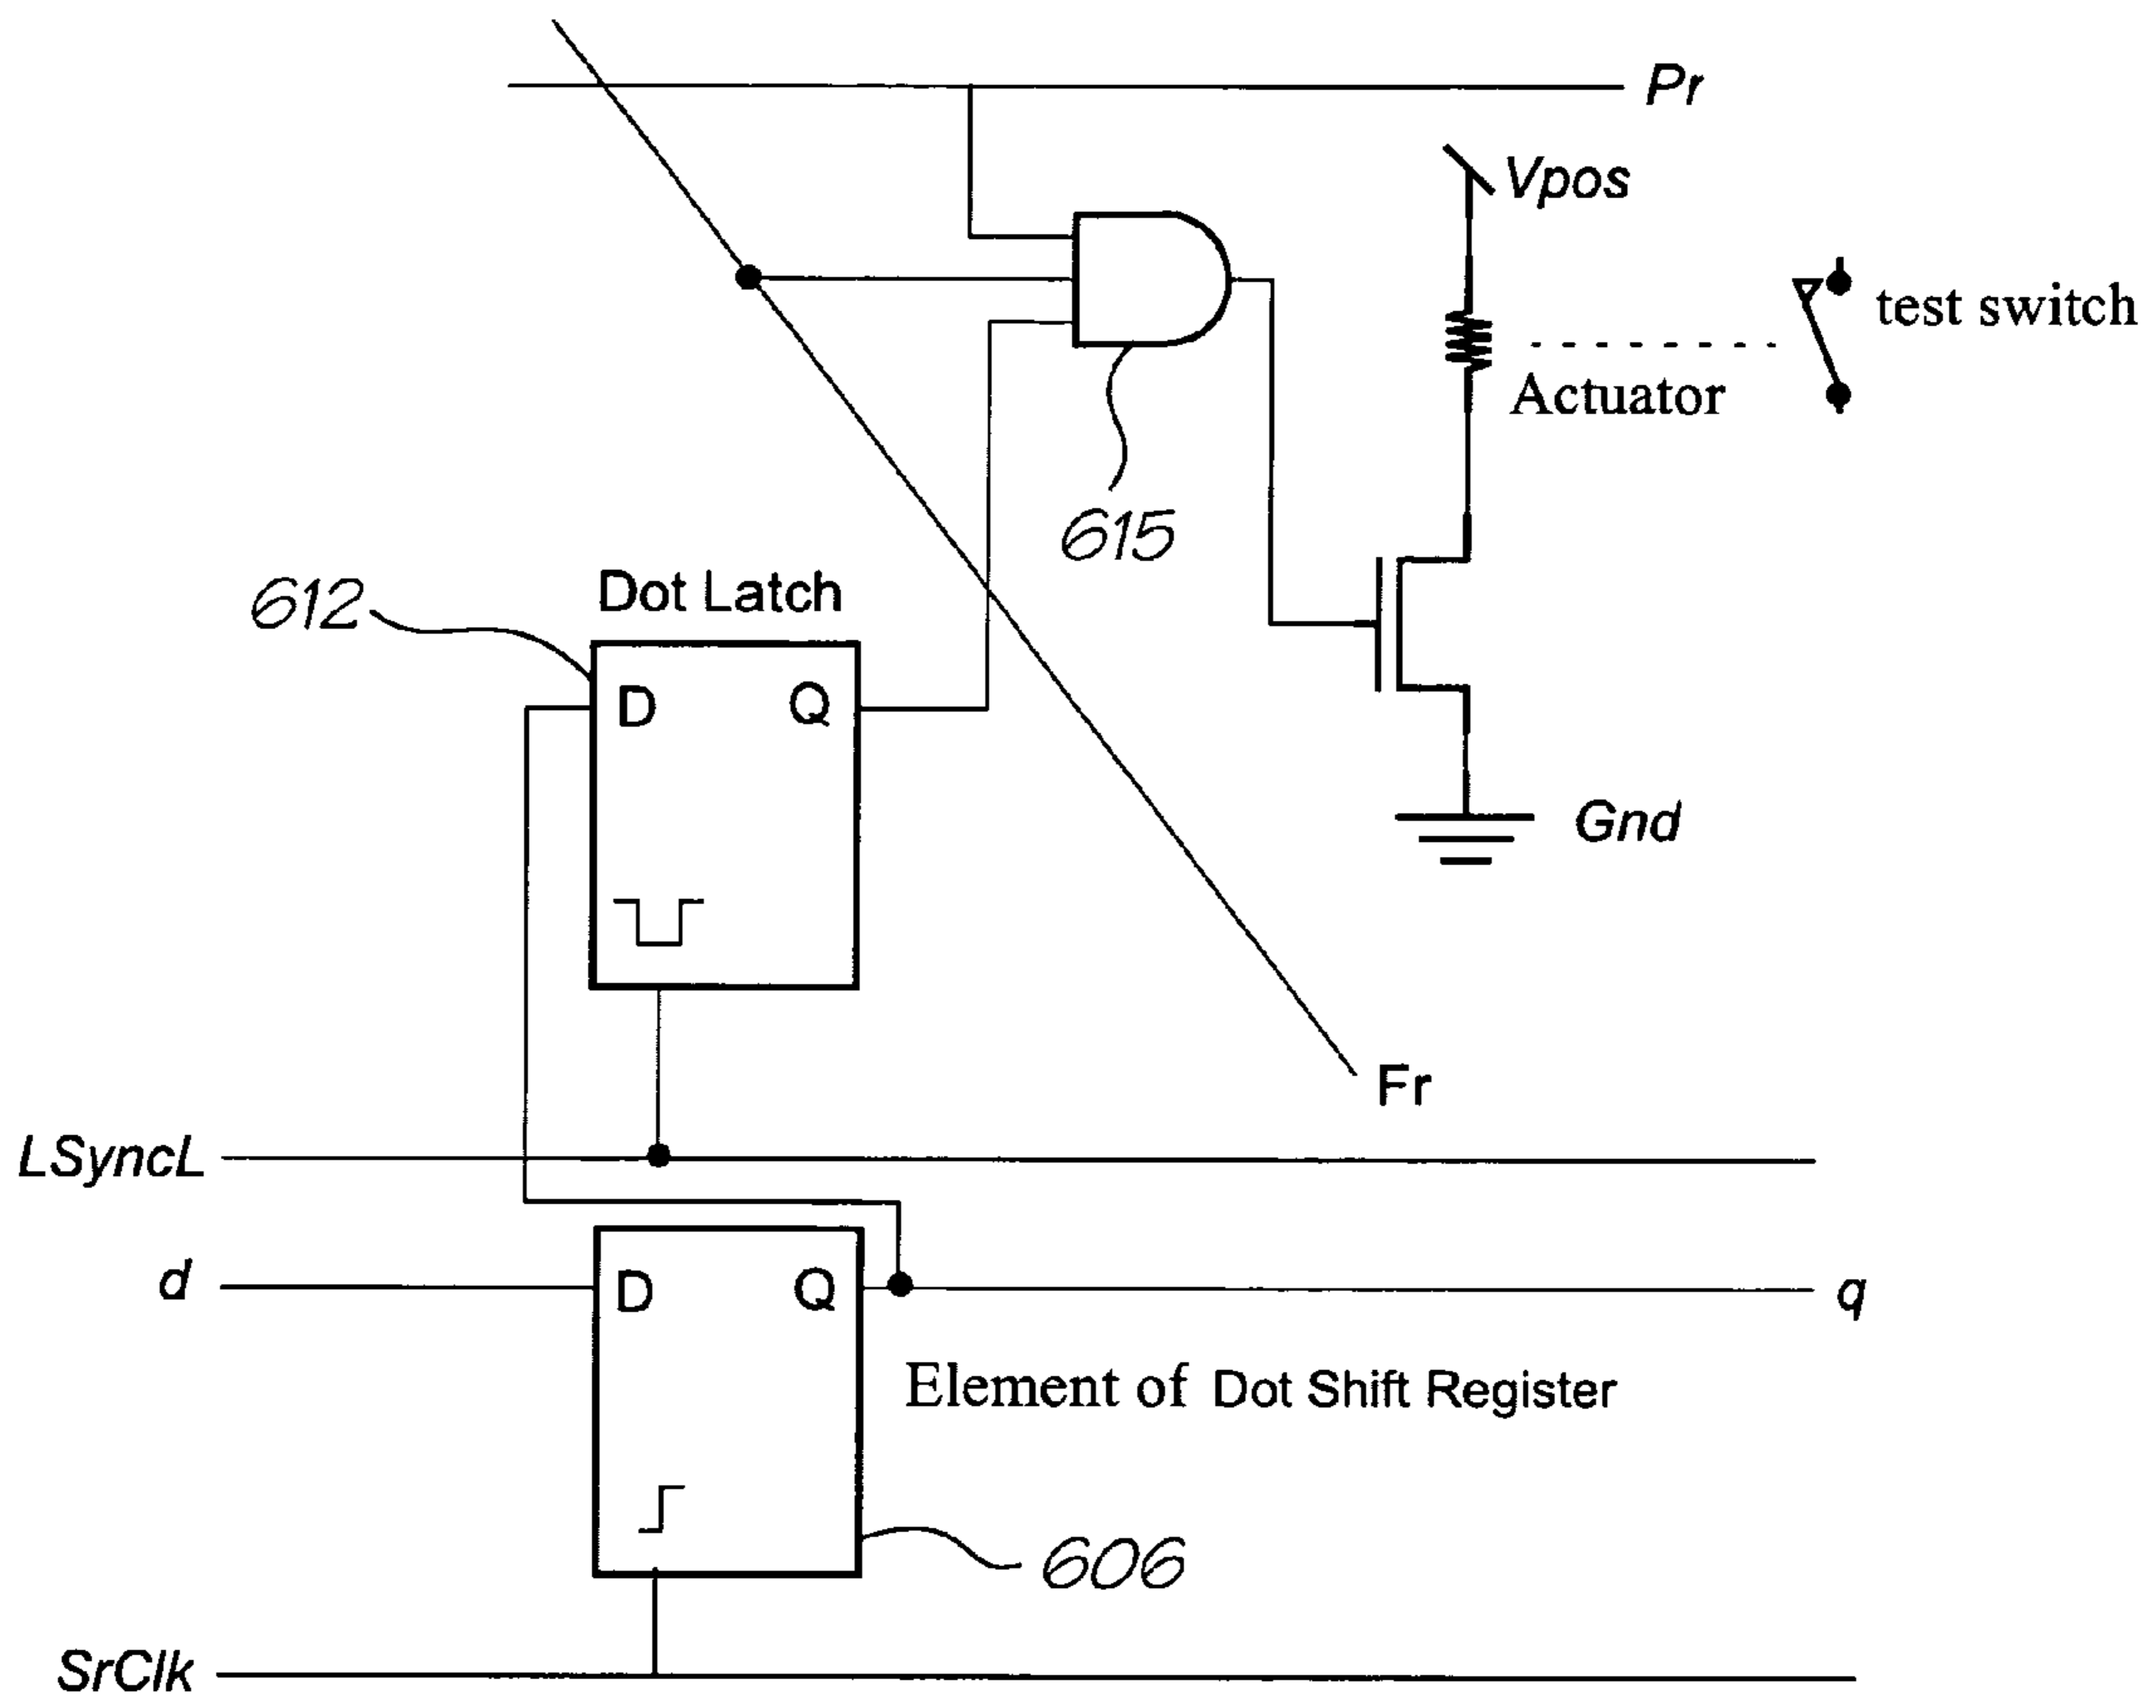 Pr
Vpos
test switch
Actuator
615
612
Dot Latch
D Q
Gnd
Fr
LSyncL
d
D Q
q
Element of Dot Shift Register
606
SrClk